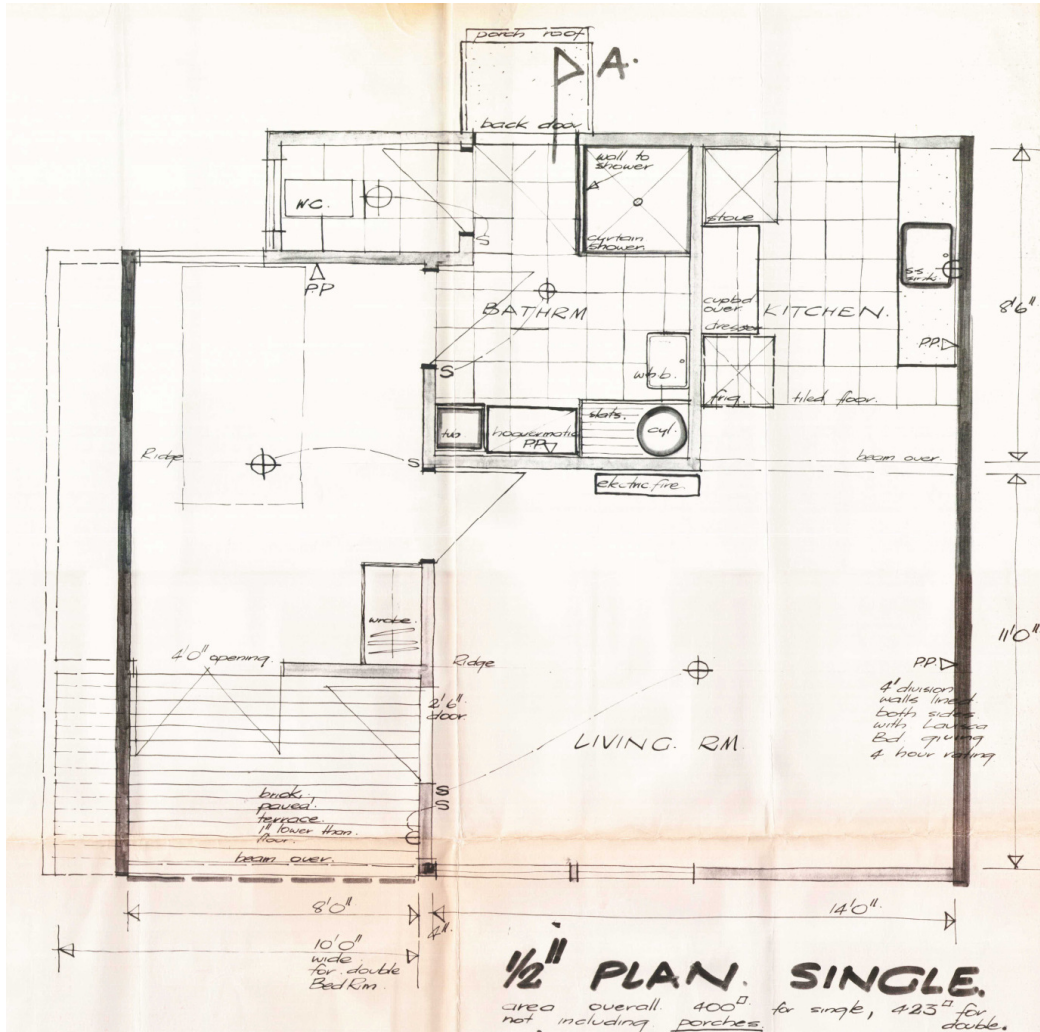 porch roof
A.
back door
wall to
shower
W.C.
stove
curtain
shower.
S
s.s
sink.
P.P
8'6"
BATHRM
cupbd
over
dresser
KITCHEN.
P.P.
S
w.h.b.
frig.
tiled floor.
tub
hoovermatic
P.P.
slats.
cyl.
Ridge
S
beam over.
electric fire.
wrobe.
11'0"
4'0" opening.
Ridge
P.P.
2'6"
door.
4" division
walls lined
both sides
with
Bd. giving
4 hour rating
LIVING. RM.
brick.
paved.
terrace.
1" lower than.
floor.
S
S
beam over.
8'0"
4"
14'0"
10'0"
wide
for double
Bed Rm.
1/2" PLAN. SINGLE.
area overall. 400□ for single, 423□ for
not including porches double.